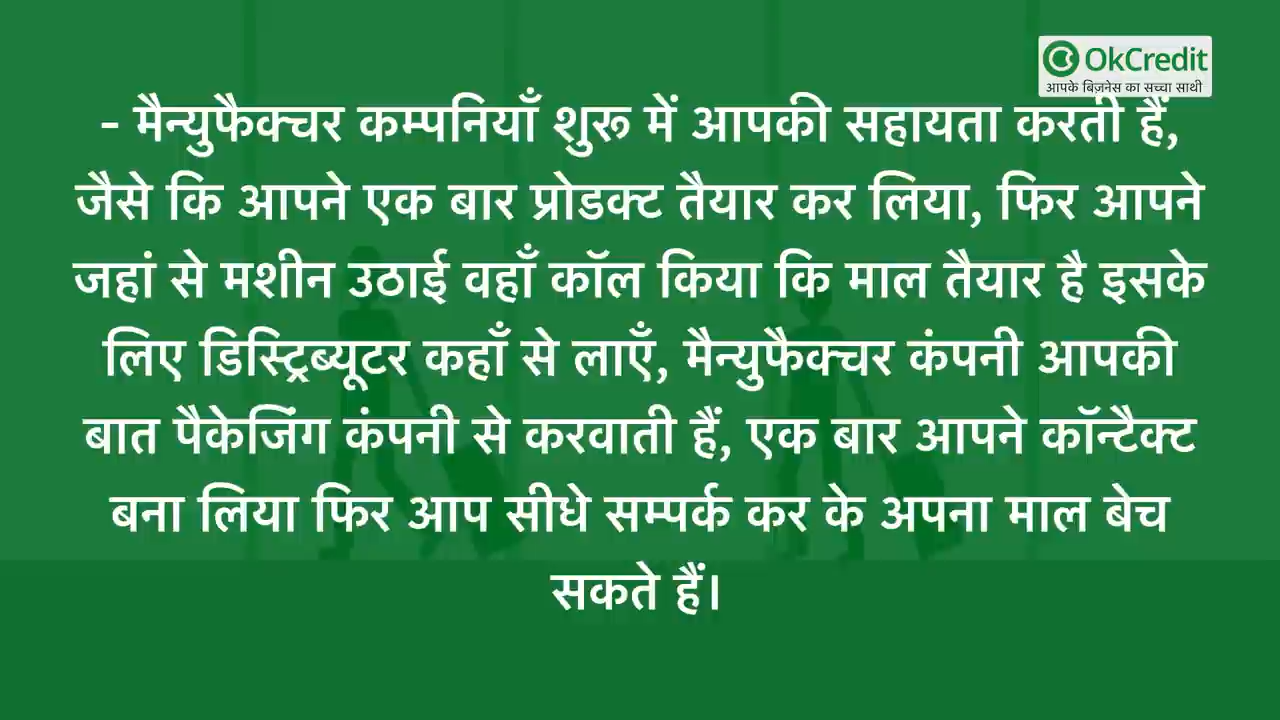 OkCredit
आपके बिज़नेस का सच्चा साथी
- मैन्युफैक्चर कम्पनियाँ शुरू में आपकी सहायता करती हैं,
जैसे कि आपने एक बार प्रोडक्ट तैयार कर लिया, फिर आपने
जहां से मशीन उठाई वहाँ कॉल किया कि माल तैयार है इसके
लिए डिस्ट्रिब्यूटर कहाँ से लाएँ, मैन्युफैक्चर कंपनी आपकी
बात पैकेजिंग कंपनी से करवाती हैं, एक बार आपने कॉन्टैक्ट
बना लिया फिर आप सीधे सम्पर्क कर के अपना माल बेच
सकते हैं।